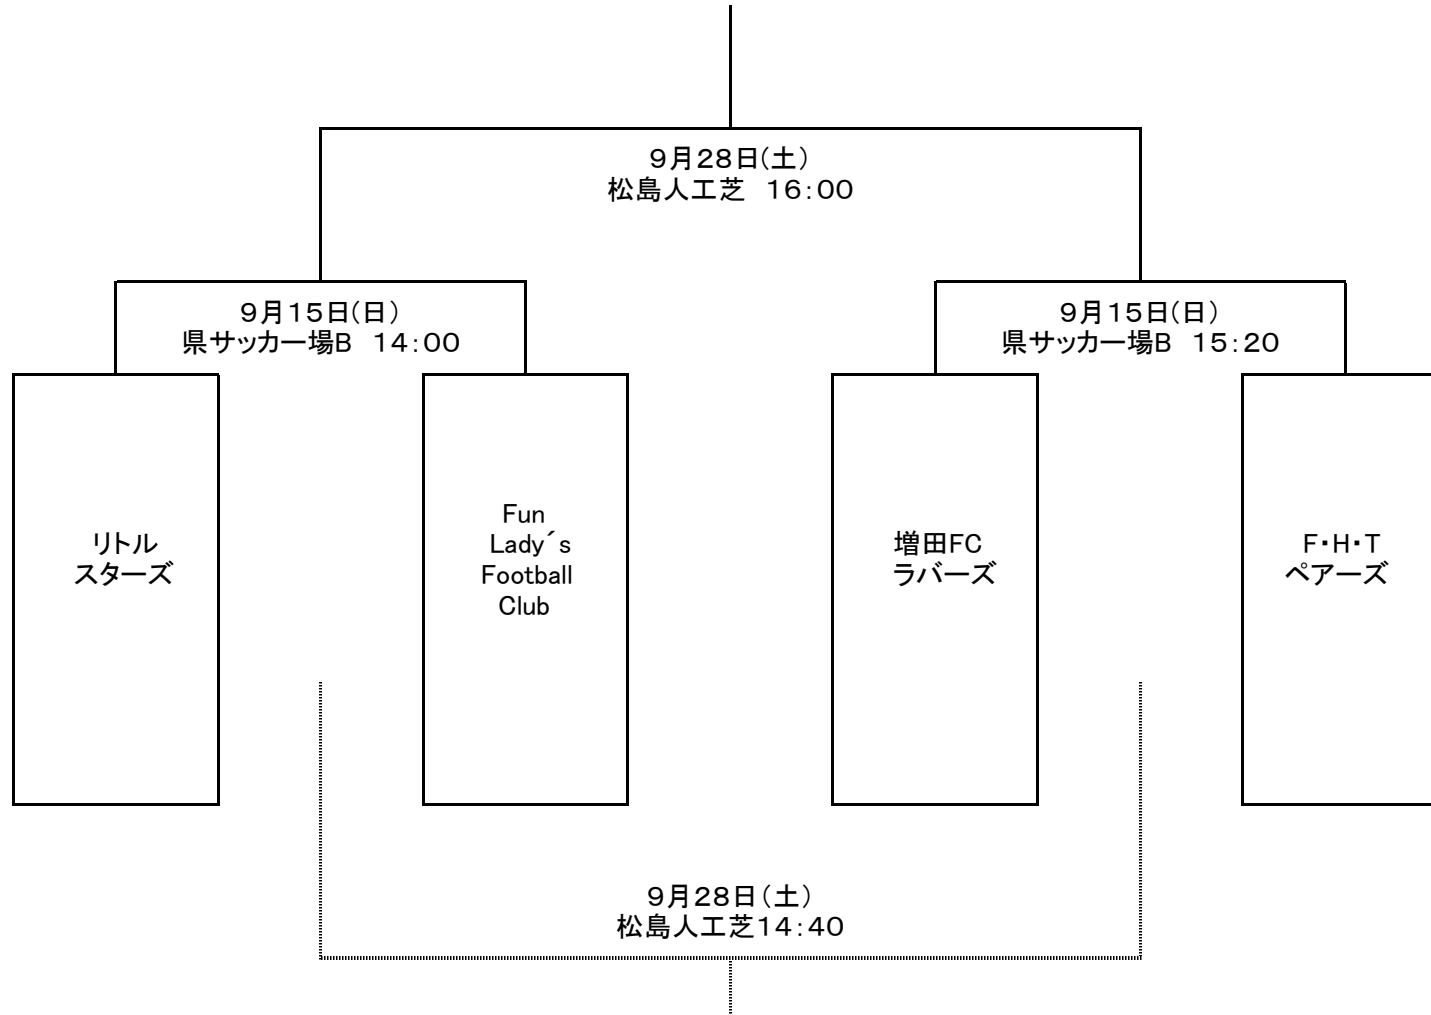 9月28日(土)
松島人工芝　16:00
9月15日(日)
県サッカー場B　14:00
9月15日(日)
県サッカー場B　15:20
リトル
スターズ
Fun
Lady´s
Football
Club
増田FC
ラバーズ
F・H・T
ペアーズ
9月28日(土)
松島人工芝14:40